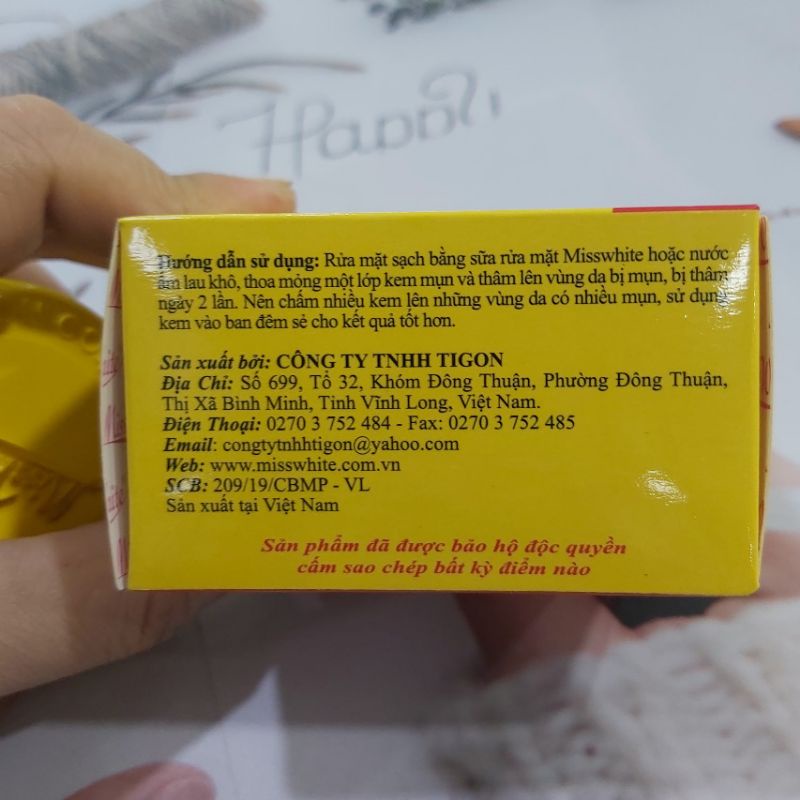 Happy
Hướng dẫn sử dụng: Rửa mặt sạch bằng sữa rửa mặt Misswhite hoặc nước
ấm lau khô, thoa mỏng một lớp kem mụn và thâm lên vùng da bị mụn, bị thâm
ngày 2 lần. Nên chấm nhiều kem lên những vùng da có nhiều mụn, sử dụng
kem vào ban đêm sẻ cho kết quả tốt hơn.
Sản xuất bởi: CÔNG TY TNHH TIGON
Địa Chỉ: Số 699, Tổ 32, Khóm Đông Thuận, Phường Đông Thuận,
Thị Xã Bình Minh, Tỉnh Vĩnh Long, Việt Nam.
Điện Thoại: 0270 3 752 484 - Fax: 0270 3 752 485
Email: congtytnhhtigon@yahoo.com
Web: www.misswhite.com.vn
SCB: 209/19/CBMP - VL
Sản xuất tại Việt Nam
Sản phẩm đã được bảo hộ độc quyền
cấm sao chép bất kỳ điểm nào